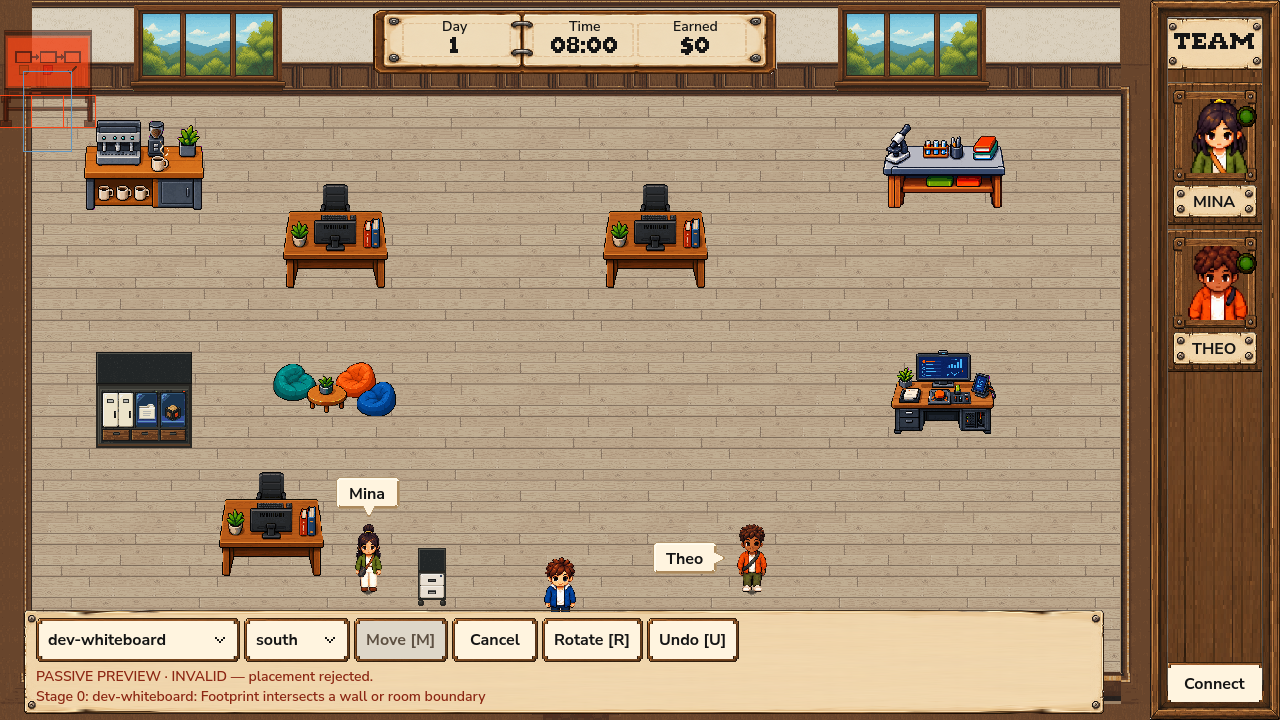 Day
1
Time
08:00
Earned
$0
TEAM
MINA
THEO
Mina
Theo
dev-whiteboard
south
Move [M]
Cancel
Rotate [R]
Undo [U]
PASSIVE PREVIEW · INVALID — placement rejected.
Stage 0: dev-whiteboard: Footprint intersects a wall or room boundary
Connect